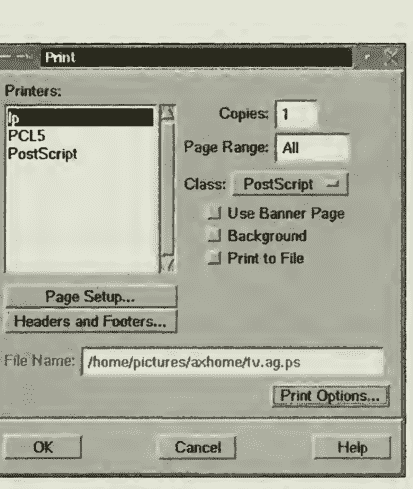 Print
Printers:
lp
PCL5
PostScript
Copies: 1
Page Range: All
Class: PostScript
Use Banner Page
Background
Print to File
Page Setup...
Headers and Footers...
File Name: /home/pictures/axhome/tv.ag.ps
Print Options...
OK
Cancel
Help